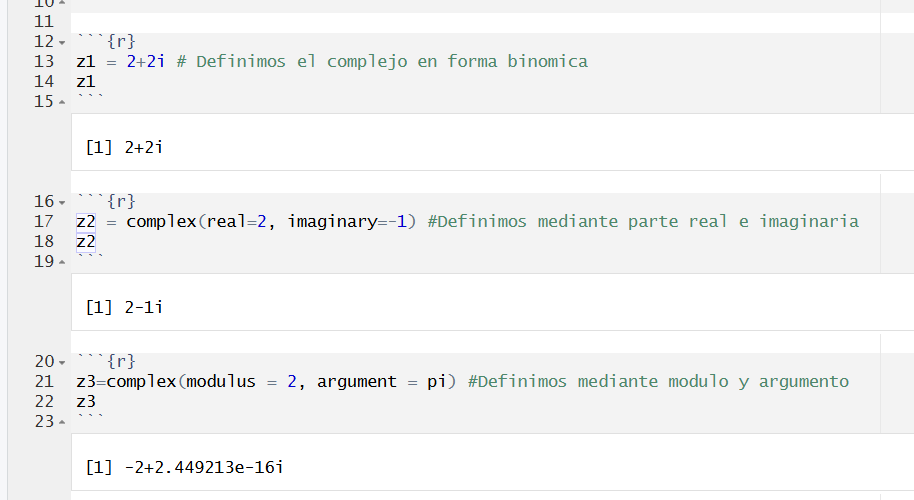 10
11
12 ```{r}
13 z1 = 2+2i # Definimos el complejo en forma binomica
14 z1
15 ```
[1] 2+2i
16 ```{r}
17 z2 = complex(real=2, imaginary=-1) #Definimos mediante parte real e imaginaria
18 z2
19 ```
[1] 2-1i
20 ```{r}
21 z3=complex(modulus = 2, argument = pi) #Definimos mediante modulo y argumento
22 z3
23 ```
[1] -2+2.449213e-16i